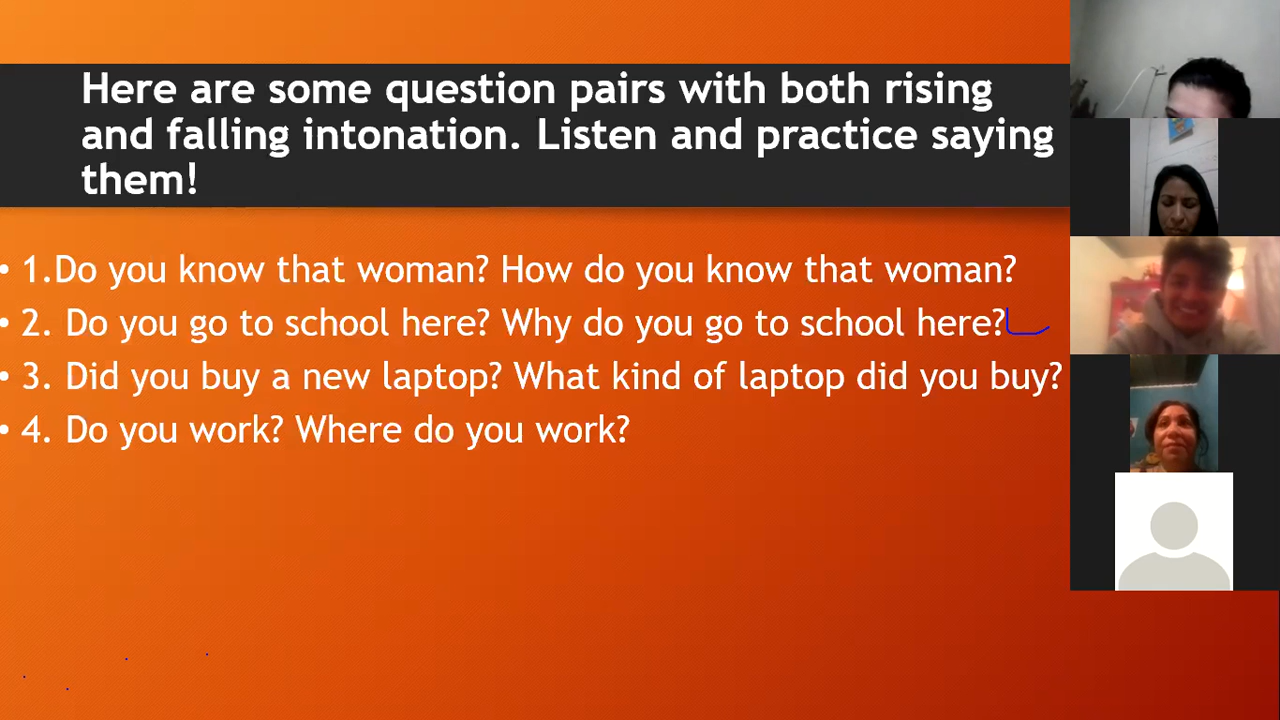 Here are some question pairs with both rising
and falling intonation. Listen and practice saying
them!
• 1.Do you know that woman? How do you know that woman?
• 2. Do you go to school here? Why do you go to school here?
• 3. Did you buy a new laptop? What kind of laptop did you buy?
• 4. Do you work? Where do you work?